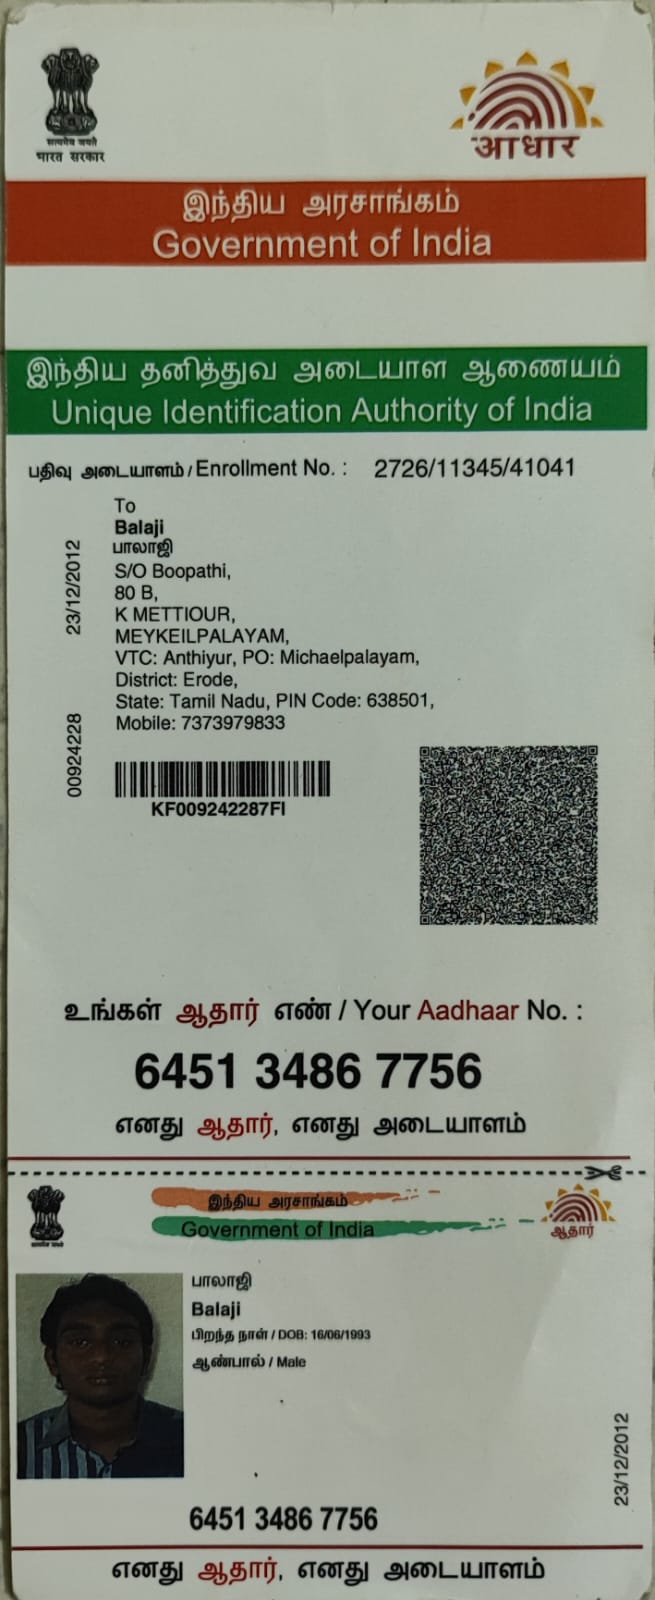 सत्यमेव जयते
भारत सरकार
आधार
இந்திய அரசாங்கம்
Government of India
இந்திய தனித்துவ அடையாள ஆணையம்
Unique Identification Authority of India
பதிவு அடையாளம் / Enrollment No. : 2726/11345/41041
To
Balaji
பாலாஜி
S/O Boopathi,
80 B,
K METTIOUR,
MEYKEILPALAYAM,
VTC: Anthiyur, PO: Michaelpalayam,
District: Erode,
State: Tamil Nadu, PIN Code: 638501,
Mobile: 7373979833
23/12/2012
00924228
KF009242287FI
உங்கள் ஆதார் எண் / Your Aadhaar No. :
6451 3486 7756
எனது ஆதார், எனது அடையாளம்
இந்திய அரசாங்கம்
Government of India
ஆதார்
பாலாஜி
Balaji
பிறந்த நாள் / DOB: 16/06/1993
ஆண்பால் / Male
23/12/2012
6451 3486 7756
எனது ஆதார், எனது அடையாளம்